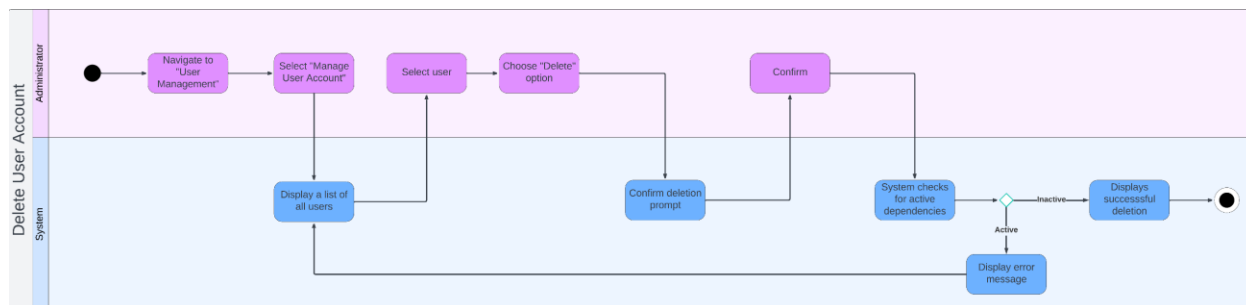 Delete User Account
Administrator
Navigate to
"User
Management"
Select "Manage
User Account"
Select user
Choose "Delete"
option
Confirm
System
Display a list of
all users
Confirm deletion
prompt
System checks
for active
dependencies
Inactive
Displays
successsful
deletion
Active
Display error
message